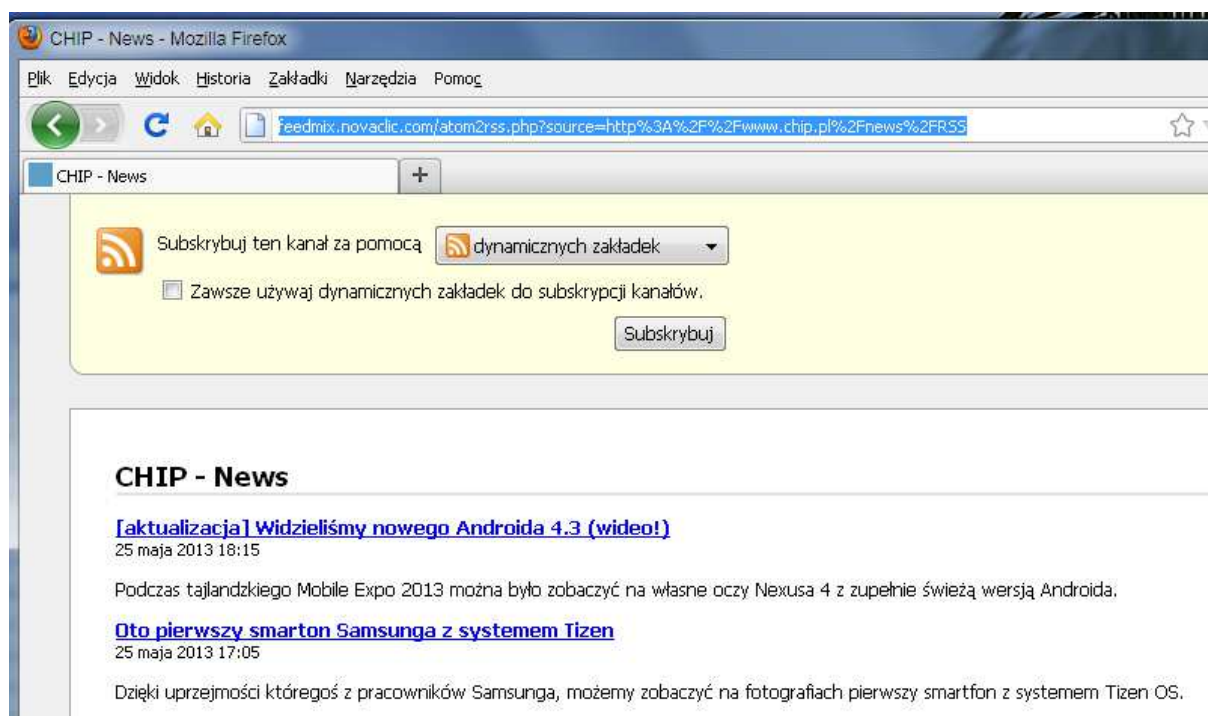 CHIP - News - Mozilla Firefox
Plik Edycja Widok Historia Zakładki Narzędzia Pomoc
feedmix.novaclic.com/atom2rss.php?source=http%3A%2F%2Fwww.chip.pl%2Fnews%2FRSS
CHIP - News +
Subskrybuj ten kanał za pomocą dynamicznych zakładek
Zawsze używaj dynamicznych zakładek do subskrypcji kanałów.
Subskrybuj
CHIP - News
[aktualizacja] Widzieliśmy nowego Androida 4.3 (wideo!)
25 maja 2013 18:15
Podczas tajlandzkiego Mobile Expo 2013 można było zobaczyć na własne oczy Nexusa 4 z zupełnie świeżą wersją Androida.
Oto pierwszy smarton Samsunga z systemem Tizen
25 maja 2013 17:05
Dzięki uprzejmości któregoś z pracowników Samsunga, możemy zobaczyć na fotografiach pierwszy smartfon z systemem Tizen OS.